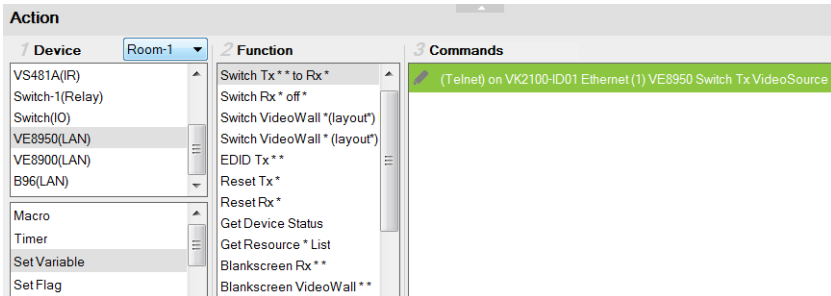 Action
1 Device
Room-1
2 Function
3 Commands
VS481A(IR)
Switch-1(Relay)
Switch(IO)
VE8950(LAN)
VE8900(LAN)
B96(LAN)
Macro
Timer
Set Variable
Set Flag
Switch Tx * * to Rx *
Switch Rx * off *
Switch VideoWall *(layout*)
Switch VideoWall * (layout*)
EDID Tx * *
Reset Tx *
Reset Rx *
Get Device Status
Get Resource * List
Blankscreen Rx * *
Blankscreen VideoWall * *
(Telnet) on VK2100-ID01 Ethernet (1) VE8950 Switch Tx VideoSource